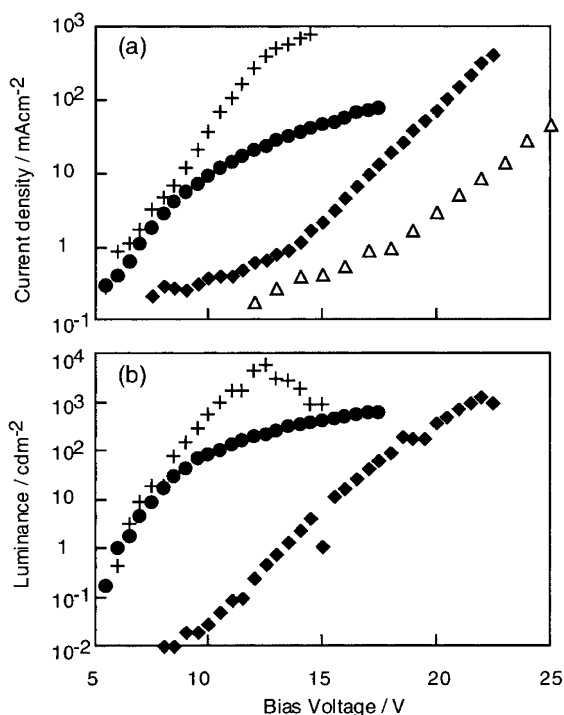 (a)
Current density / mAcm-2
10³
10²
10
1
10-1
(b)
Luminance / cdm-2
10⁴
10³
10²
10
1
10-1
10-2
5 10 15 20 25
Bias Voltage / V